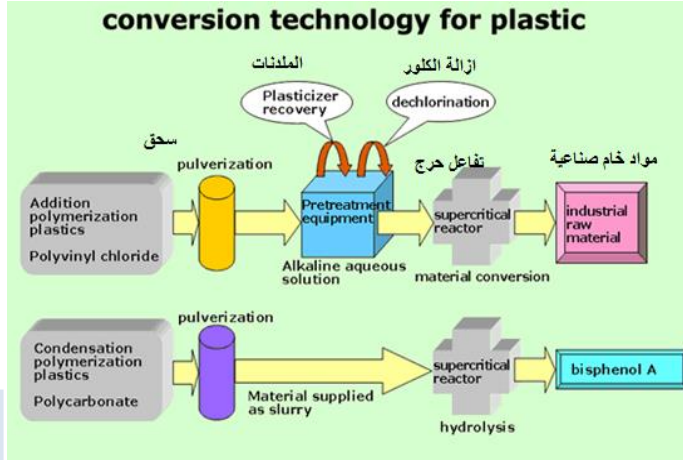 conversion technology for plastic
الملدنات
ازالة الكلور
Plasticizer
recovery
dechlorination
سحق
pulverization
تفاعل حرج
مواد خام صناعية
Addition
polymerization
plastics
Polyvinyl chloride
Pretreatment
equipment
Alkaline aqueous
solution
supercritical
reactor
material conversion
industrial
raw
material
pulverization
Condensation
polymerization
plastics
Polycarbonate
Material supplied
as slurry
supercritical
reactor
hydrolysis
bisphenol A